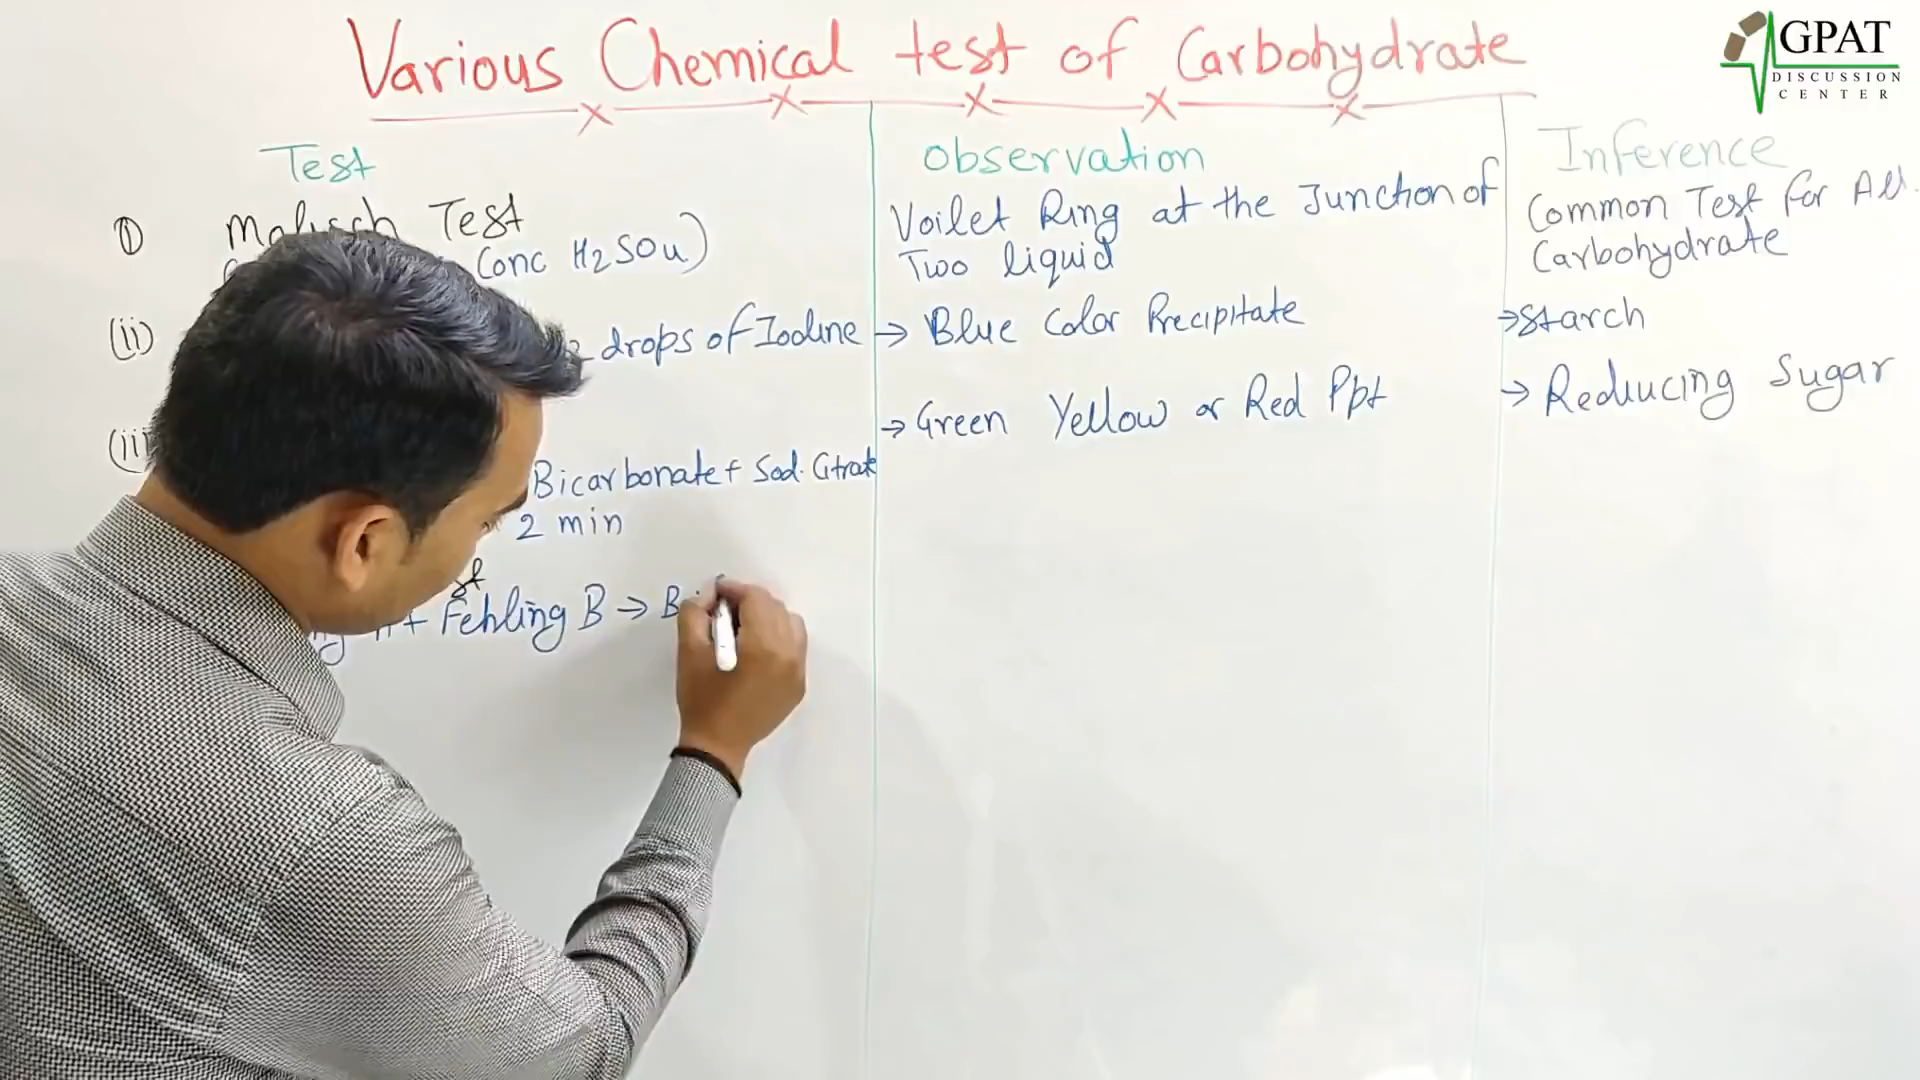 Various Chemical test of Carbohydrate
GPAT
DISCUSSION
CENTER
Test
Observation
Inference
① Molisch Test
Conc H2SO4)
Voilet Ring at the Junction of
Two liquid
Common Test for All
Carbohydrate
(ii) drops of Iodine → Blue Color Precipitate
→ Starch
(iii)
→ Green Yellow or Red Ppt
→ Reducing Sugar
Bicarbonate + Sod. Citrate
2 min
+ Fehling B → B